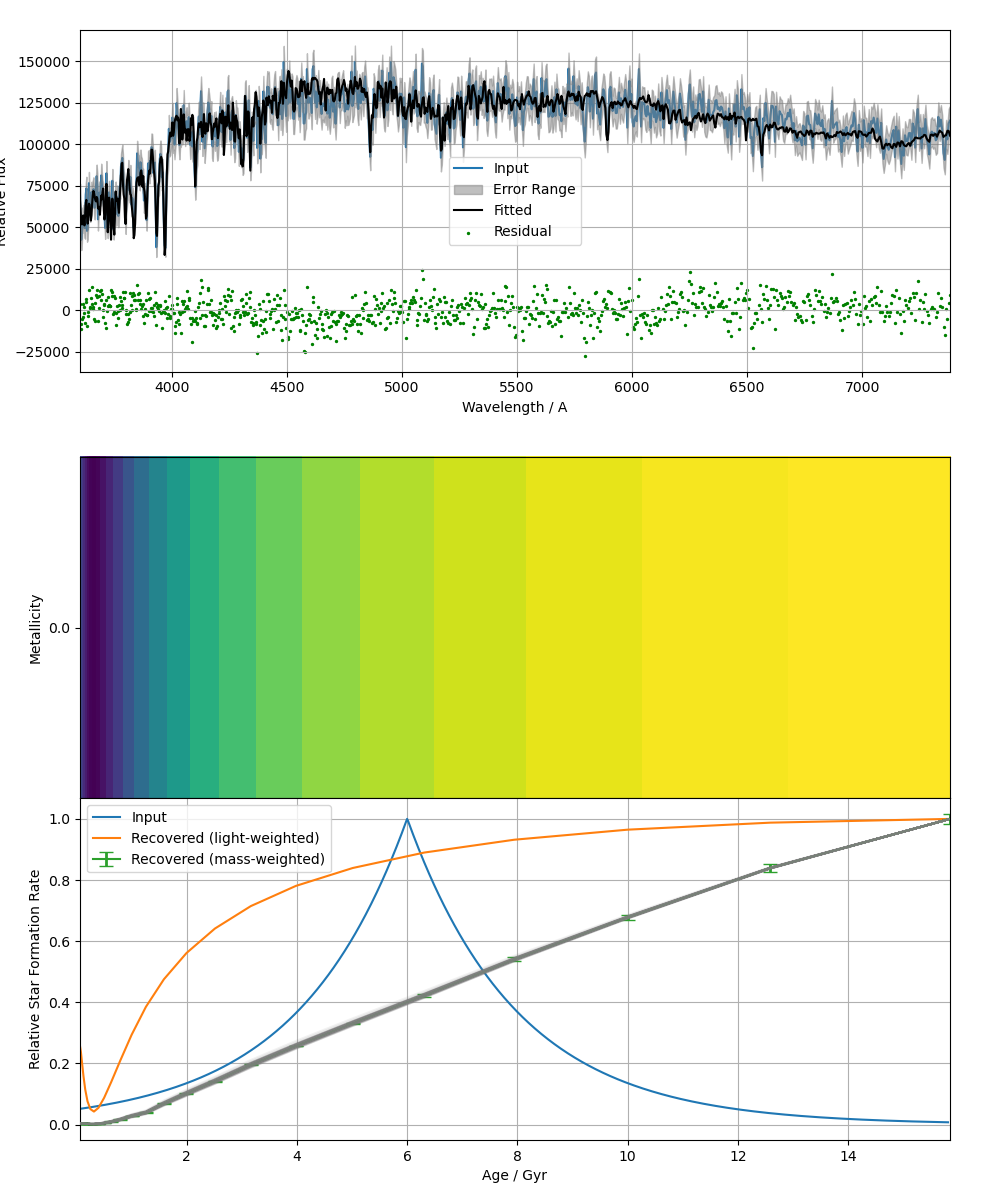 150000
125000
100000
75000
50000
25000
0
−25000
Relative Flux
Input
Error Range
Fitted
Residual
4000 4500 5000 5500 6000 6500 7000
Wavelength / A
Metallicity
0.0
Input
Recovered (light-weighted)
Recovered (mass-weighted)
1.0
0.8
0.6
0.4
0.2
0.0
Relative Star Formation Rate
2 4 6 8 10 12 14
Age / Gyr